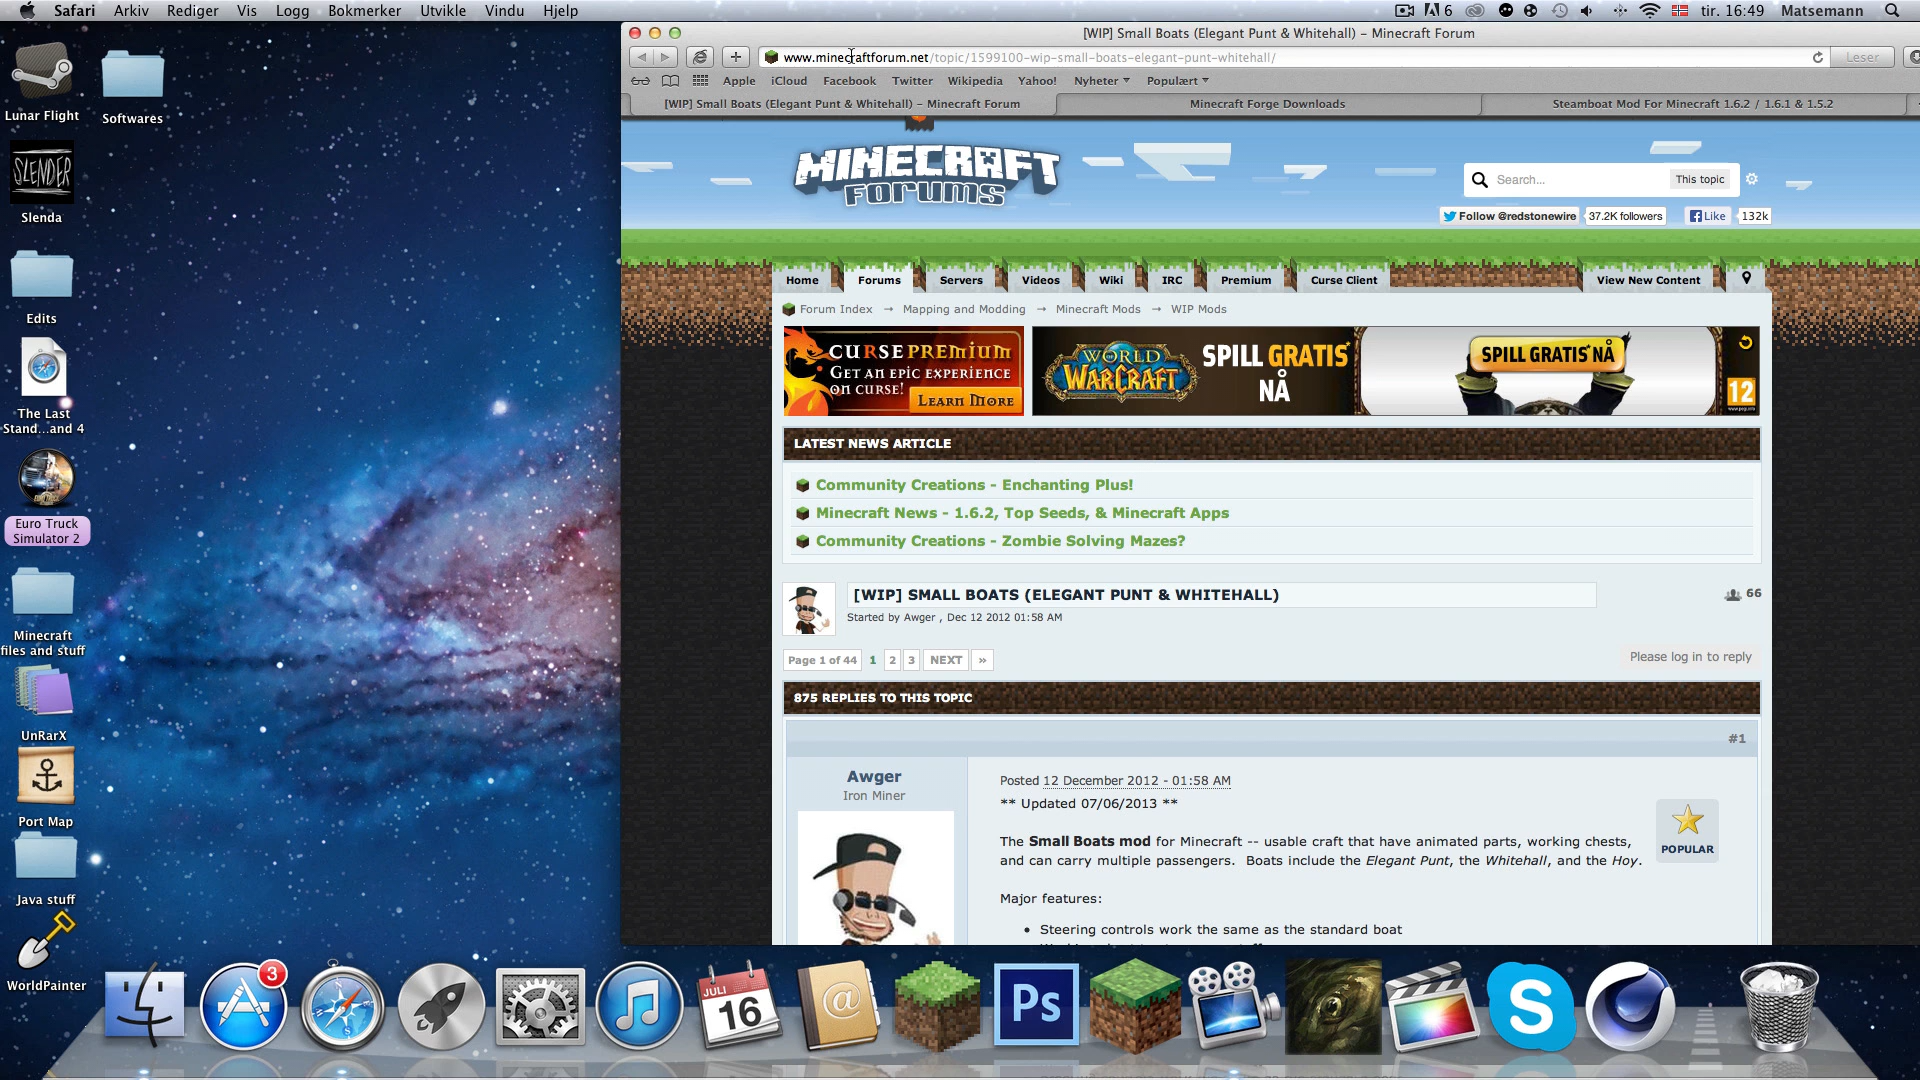 Safari Arkiv Rediger Vis Logg Bokmerker Utvikle Vindu Hjelp
6 tir. 16:49 Matsemann
[WIP] Small Boats (Elegant Punt & Whitehall) – Minecraft Forum
www.minecraftforum.net/topic/1599100-wip-small-boats-elegant-punt-whitehall/
Leser
Apple iCloud Facebook Twitter Wikipedia Yahoo! Nyheter Populært
[WIP] Small Boats (Elegant Punt & Whitehall) – Minecraft Forum
Minecraft Forge Downloads
Steamboat Mod For Minecraft 1.6.2 / 1.6.1 & 1.5.2
Lunar Flight
Softwares
SLENDER
Slenda
Edits
The Last
Stand...and 4
Euro Truck
Simulator 2
Minecraft
files and stuff
UnRarX
Port Map
Java stuff
WorldPainter
MINECRAFT
FORUMS
Search...
This topic
Follow @redstonewire
37.2K followers
Like
132k
Home Forums Servers Videos Wiki IRC Premium Curse Client View New Content
Forum Index → Mapping and Modding → Minecraft Mods → WIP Mods
CURSE PREMIUM
GET AN EPIC EXPERIENCE
ON CURSE!
LEARN MORE
WORLD
WARCRAFT
SPILL GRATIS*
NÅ
SPILL GRATIS* NÅ
12
LATEST NEWS ARTICLE
Community Creations - Enchanting Plus!
Minecraft News - 1.6.2, Top Seeds, & Minecraft Apps
Community Creations - Zombie Solving Mazes?
[WIP] SMALL BOATS (ELEGANT PUNT & WHITEHALL)
66
Started by Awger , Dec 12 2012 01:58 AM
Page 1 of 44 1 2 3 NEXT »
Please log in to reply
875 REPLIES TO THIS TOPIC
#1
Awger
Iron Miner
Posted 12 December 2012 - 01:58 AM
** Updated 07/06/2013 **
The Small Boats mod for Minecraft -- usable craft that have animated parts, working chests,
and can carry multiple passengers. Boats include the Elegant Punt, the Whitehall, and the Hoy.
POPULAR
Major features:
• Steering controls work the same as the standard boat
3
JULI
16
@
Ps
S